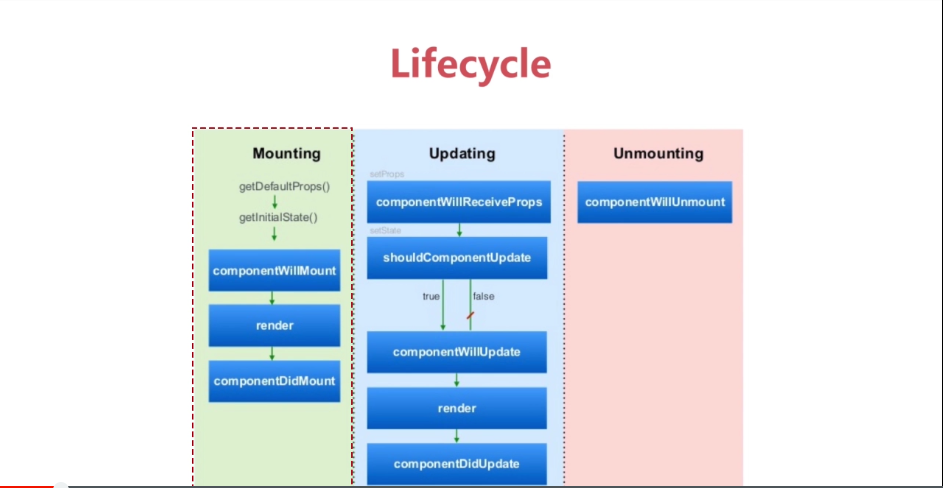 Lifecycle
Mounting
getDefaultProps()
getInitialState()
componentWillMount
render
componentDidMount
Updating
setProps
componentWillReceiveProps
setState
shouldComponentUpdate
true
false
componentWillUpdate
render
componentDidUpdate
Unmounting
componentWillUnmount